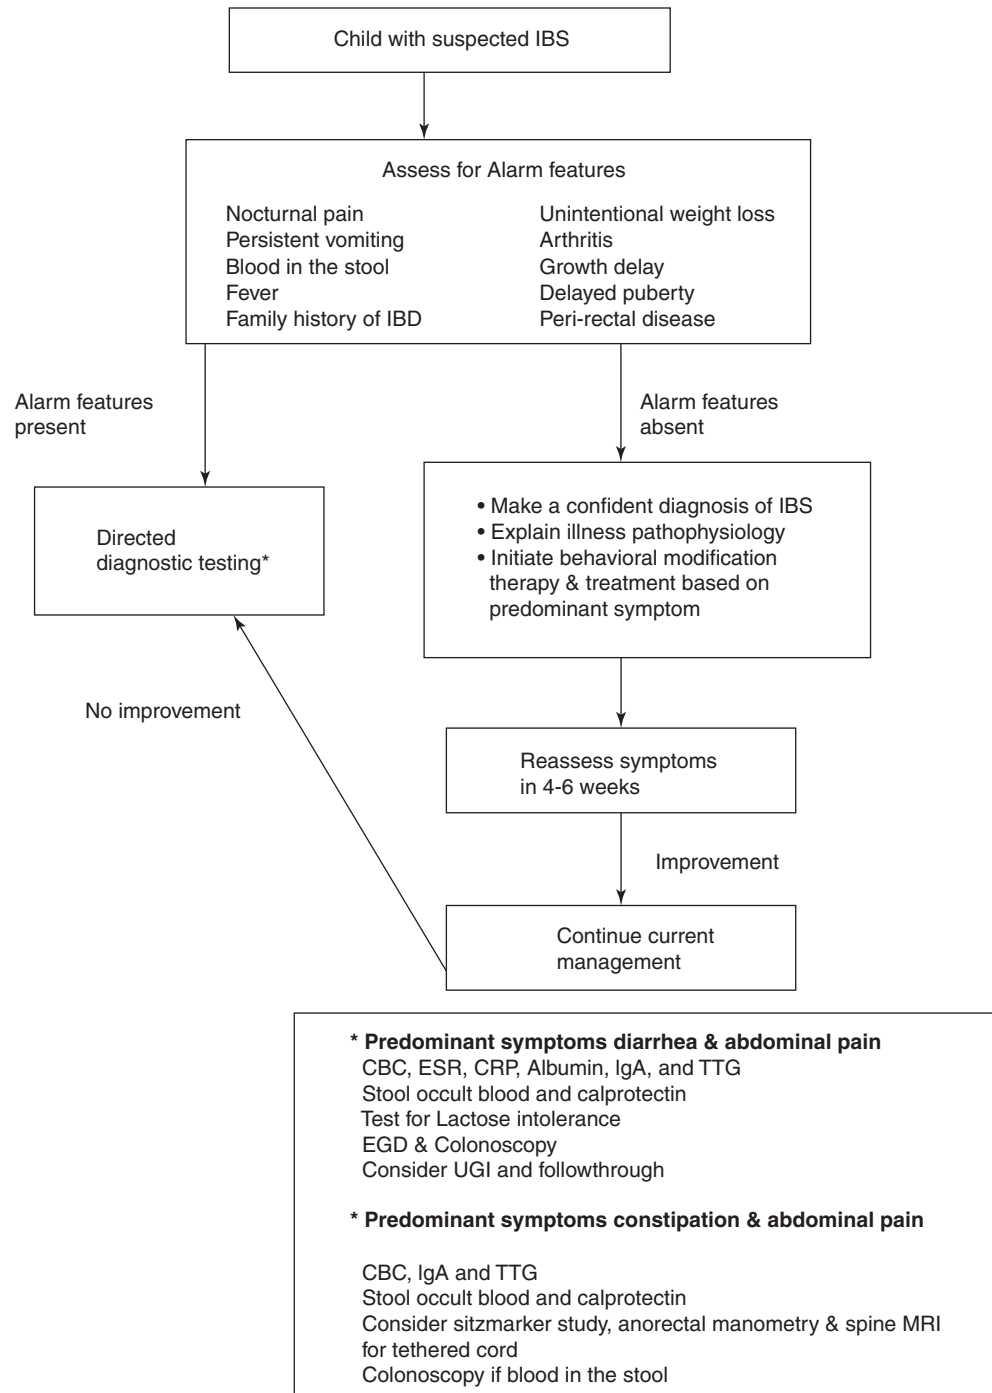 Child with suspected IBS
Assess for Alarm features
Nocturnal pain
Persistent vomiting
Blood in the stool
Fever
Family history of IBD
Unintentional weight loss
Arthritis
Growth delay
Delayed puberty
Peri-rectal disease
Alarm features
present
Alarm features
absent
Directed
diagnostic testing*
• Make a confident diagnosis of IBS
• Explain illness pathophysiology
• Initiate behavioral modification
therapy & treatment based on
predominant symptom
No improvement
Reassess symptoms
in 4-6 weeks
Improvement
Continue current
management
* Predominant symptoms diarrhea & abdominal pain
CBC, ESR, CRP, Albumin, IgA, and TTG
Stool occult blood and calprotectin
Test for Lactose intolerance
EGD & Colonoscopy
Consider UGI and followthrough
* Predominant symptoms constipation & abdominal pain
CBC, IgA and TTG
Stool occult blood and calprotectin
Consider sitzmarker study, anorectal manometry & spine MRI
for tethered cord
Colonoscopy if blood in the stool